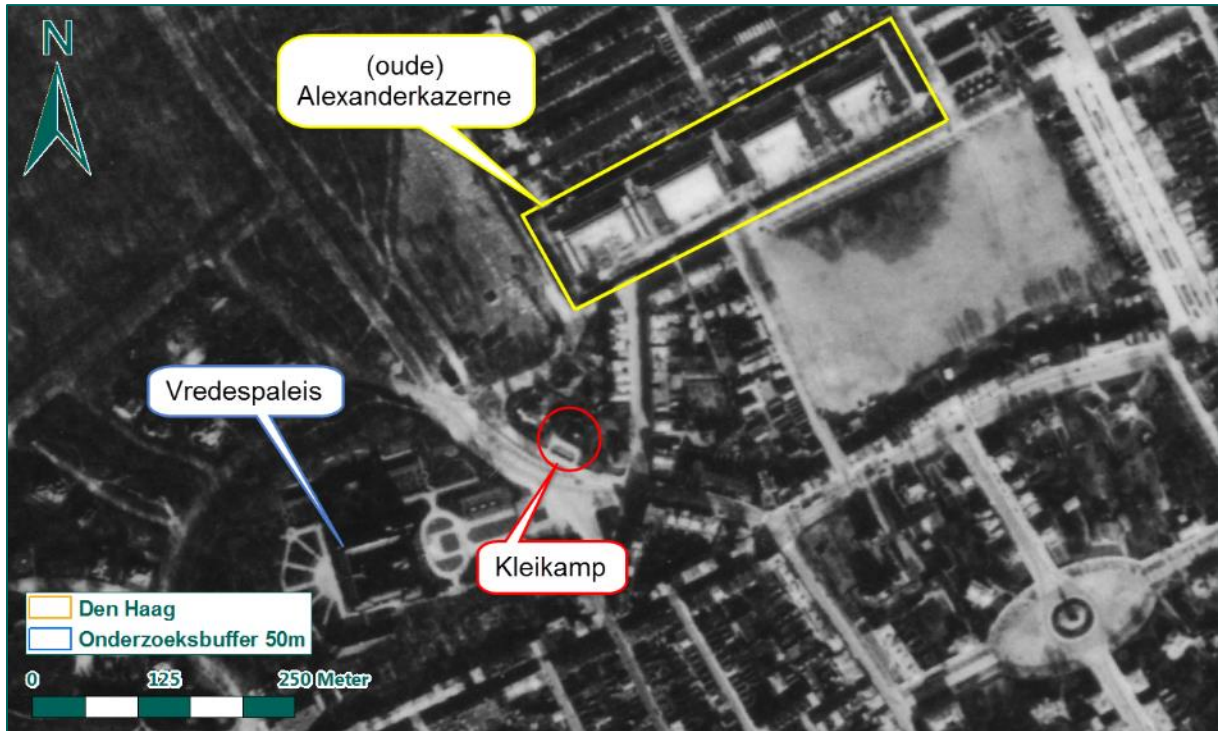 N
(oude)
Alexanderkazerne
Vredespaleis
Kleikamp
Den Haag
Onderzoeksbuffer 50m
0 125 250 Meter